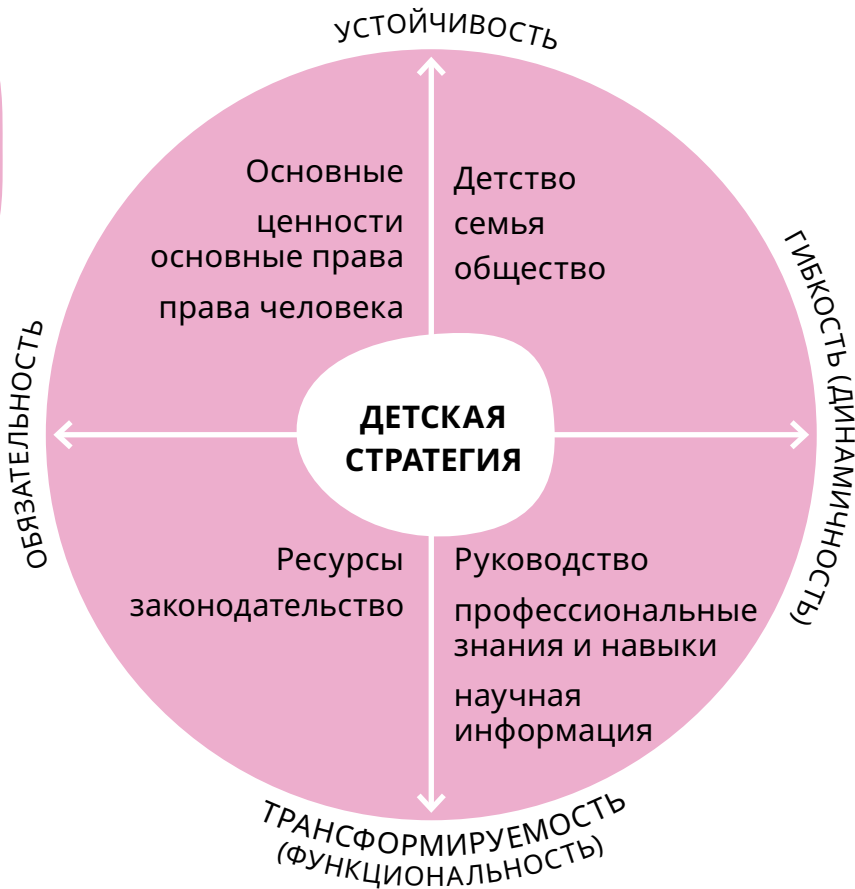 УСТОЙЧИВОСТЬ
Основные
ценности
основные права
права человека
Детство
семья
общество
ГИБКОСТЬ (ДИНАМИЧНОСТЬ)
ОБЯЗАТЕЛЬНОСТЬ
ДЕТСКАЯ
СТРАТЕГИЯ
Ресурсы
законодательство
Руководство
профессиональные
знания и навыки
научная
информация
ТРАНСФОРМИРУЕМОСТЬ
(ФУНКЦИОНАЛЬНОСТЬ)